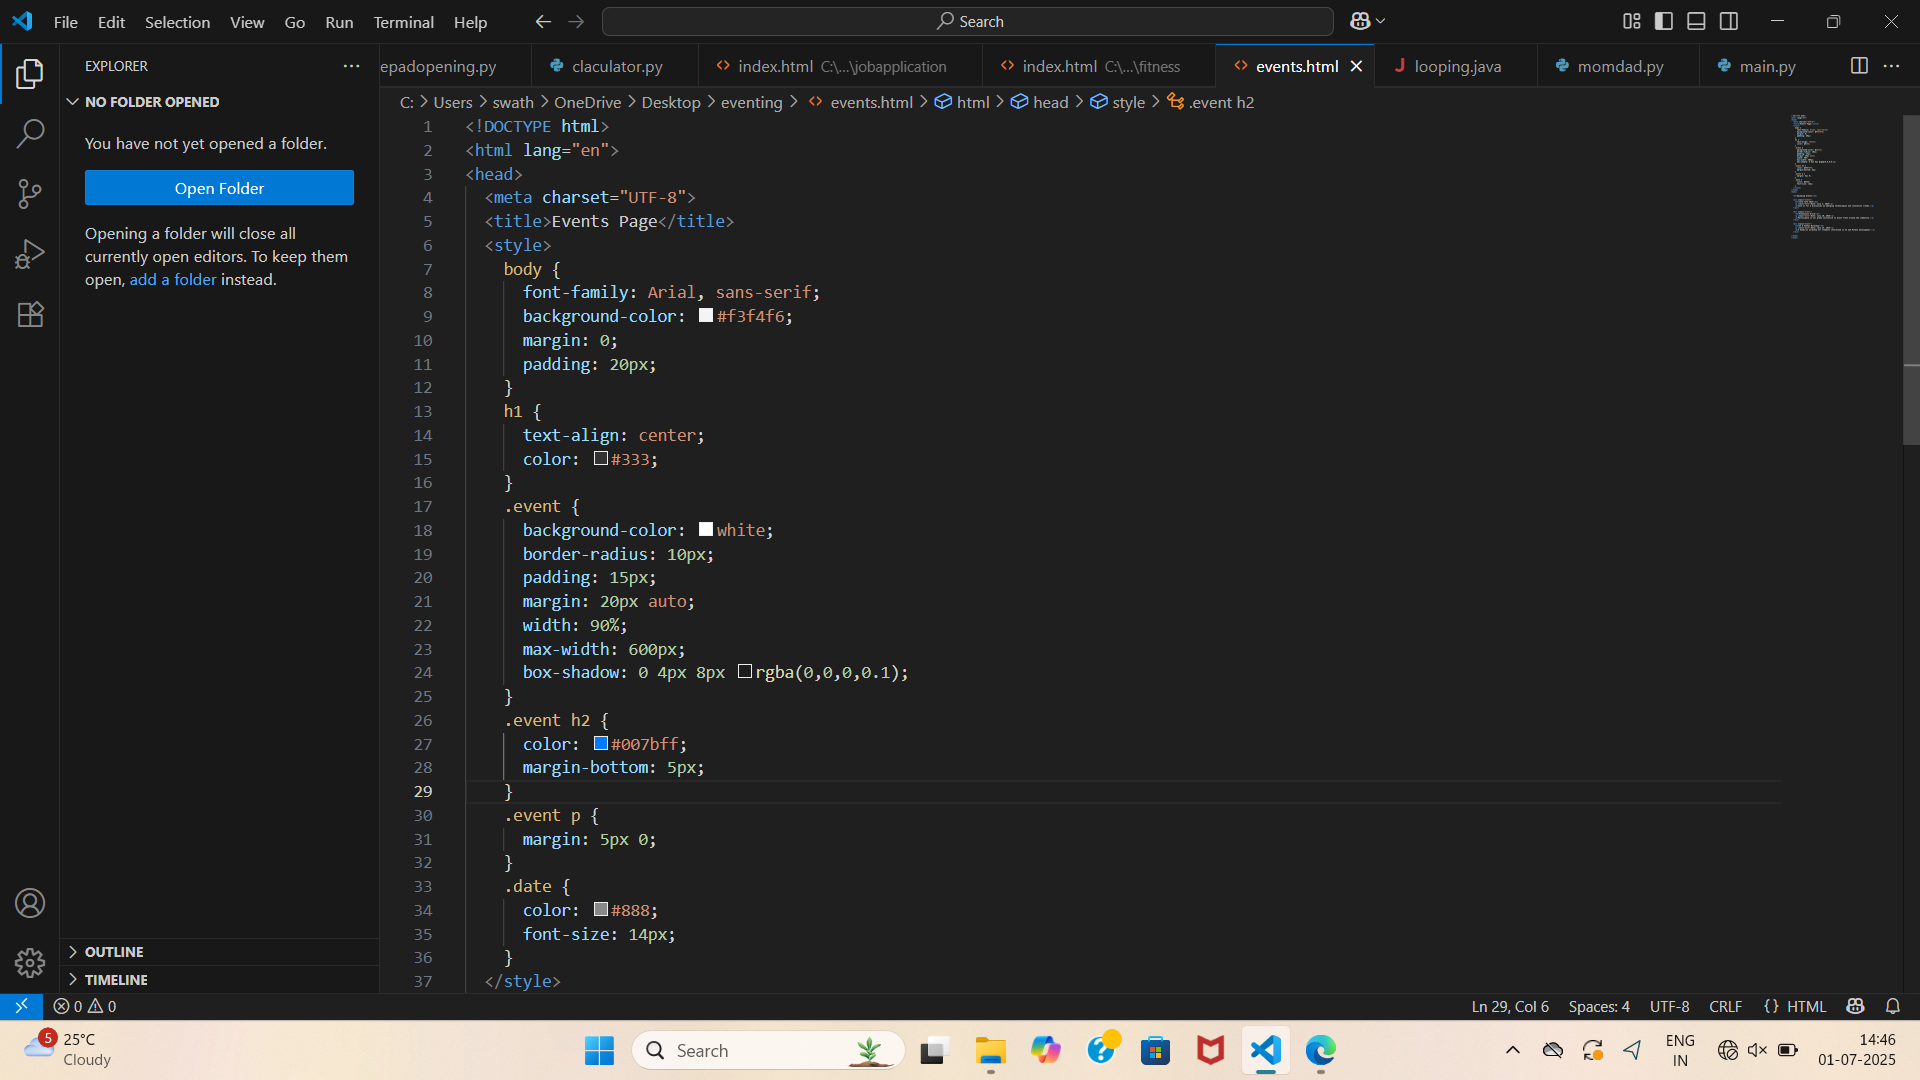 File Edit Selection View Go Run Terminal Help
Search
EXPLORER
epadopening.py
claculator.py
index.html C:\...\jobapplication
index.html C:\...\fitness
events.html
looping.java
momdad.py
main.py
NO FOLDER OPENED
You have not yet opened a folder.
Open Folder
Opening a folder will close all
currently open editors. To keep them
open, add a folder instead.
OUTLINE
TIMELINE
C: > Users > swath > OneDrive > Desktop > eventing > events.html > html > head > style > .event h2
1 <!DOCTYPE html>
2 <html lang="en">
3 <head>
4 <meta charset="UTF-8">
5 <title>Events Page</title>
6 <style>
7 body {
8 font-family: Arial, sans-serif;
9 background-color: #f3f4f6;
10 margin: 0;
11 padding: 20px;
12 }
13 h1 {
14 text-align: center;
15 color: #333;
16 }
17 .event {
18 background-color: white;
19 border-radius: 10px;
20 padding: 15px;
21 margin: 20px auto;
22 width: 90%;
23 max-width: 600px;
24 box-shadow: 0 4px 8px rgba(0,0,0,0.1);
25 }
26 .event h2 {
27 color: #007bff;
28 margin-bottom: 5px;
29 }
30 .event p {
31 margin: 5px 0;
32 }
33 .date {
34 color: #888;
35 font-size: 14px;
36 }
37 </style>
0 0
Ln 29, Col 6 Spaces: 4 UTF-8 CRLF {} HTML
5
25°C
Cloudy
Search
ENG
IN
14:46
01-07-2025